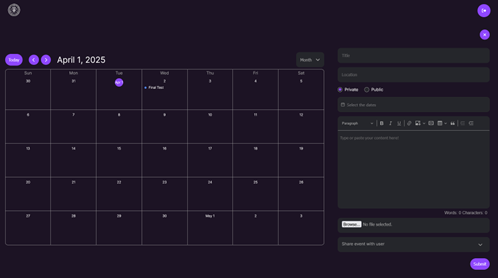 Today
April 1, 2025
Month
Sun Mon Tue Wed Thu Fri Sat
30 31 2 3 4 5
Final Test
6 7 8 9 10 11 12
13 14 15 16 17 18 19
20 21 22 23 24 25 26
27 28 29 30 May 1 2 3
Title
Location
Private Public
Select the dates
Paragraph B I U
Type or paste your content here!
Words: 0 Characters: 0
Browse... No file selected.
Share event with user
Submit